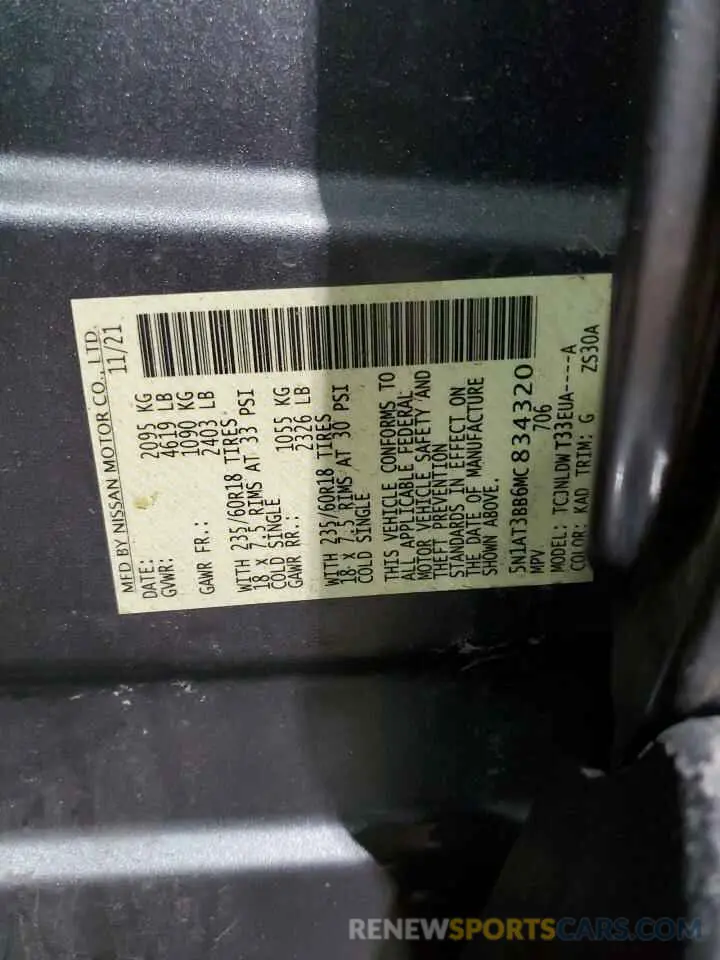 MFD BY NISSAN MOTOR CO., LTD.
DATE: 11/21
GVWR: 2095 KG
4619 LB
GAWR FR.: 1090 KG
2403 LB
WITH 235/60R18 TIRES
18 x 7.5 RIMS AT 33 PSI
COLD SINGLE
GAWR RR.: 1055 KG
2326 LB
WITH 235/60R18 TIRES
18 x 7.5 RIMS AT 30 PSI
COLD SINGLE
THIS VEHICLE CONFORMS TO
ALL APPLICABLE FEDERAL
MOTOR VEHICLE SAFETY AND
THEFT PREVENTION
STANDARDS IN EFFECT ON
THE DATE OF MANUFACTURE
SHOWN ABOVE.
5N1AT3BB6MC834320
MPV 706
MODEL: TCJNLDW T33EUA----A
COLOR: KAD TRIM: G ZS30A
RENEWSPORTSCARS.COM